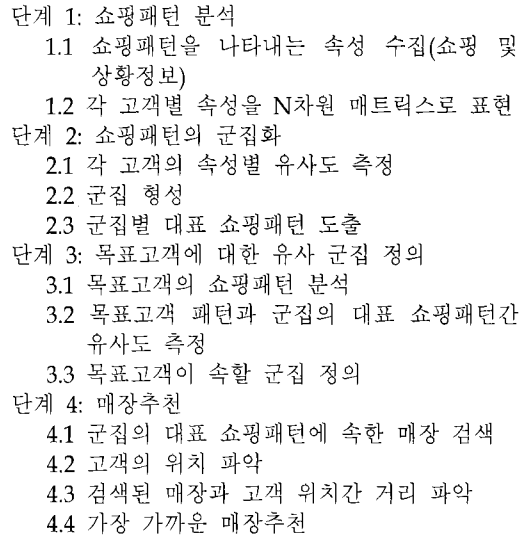 단계 1: 쇼핑패턴 분석
1.1 쇼핑패턴을 나타내는 속성 수집(쇼핑 및
상황정보)
1.2 각 고객별 속성을 N차원 매트릭스로 표현
단계 2: 쇼핑패턴의 군집화
2.1 각 고객의 속성별 유사도 측정
2.2 군집 형성
2.3 군집별 대표 쇼핑패턴 도출
단계 3: 목표고객에 대한 유사 군집 정의
3.1 목표고객의 쇼핑패턴 분석
3.2 목표고객 패턴과 군집의 대표 쇼핑패턴간
유사도 측정
3.3 목표고객이 속할 군집 정의
단계 4: 매장추천
4.1 군집의 대표 쇼핑패턴에 속한 매장 검색
4.2 고객의 위치 파악
4.3 검색된 매장과 고객 위치간 거리 파악
4.4 가장 가까운 매장추천